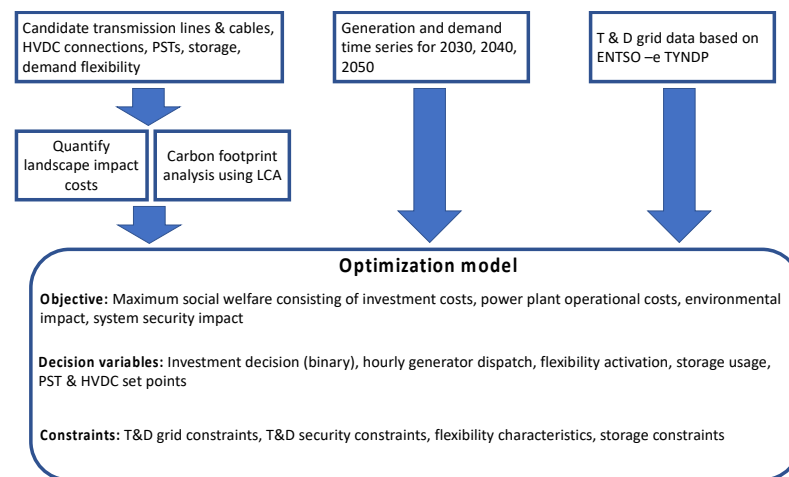 Candidate transmission lines & cables,
HVDC connections, PSTs, storage,
demand flexibility
Generation and demand
time series for 2030, 2040,
2050
T & D grid data based on
ENTSO –e TYNDP
Quantify
landscape impact
costs
Carbon footprint
analysis using LCA
Optimization model
Objective: Maximum social welfare consisting of investment costs, power plant operational costs, environmental
impact, system security impact
Decision variables: Investment decision (binary), hourly generator dispatch, flexibility activation, storage usage,
PST & HVDC set points
Constraints: T&D grid constraints, T&D security constraints, flexibility characteristics, storage constraints